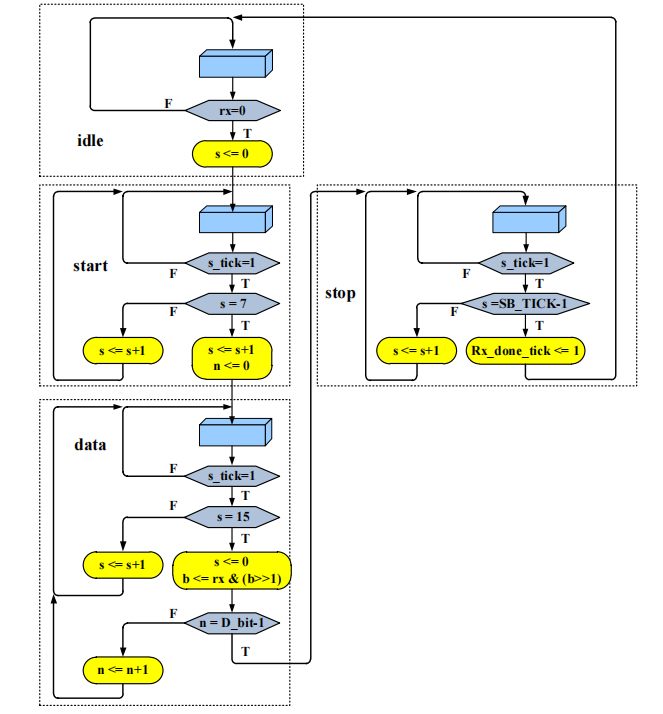 F
rx=0
T
idle
s <= 0
start
s_tick=1
F
T
s = 7
F
T
s <= s+1
s <= s+1
n <= 0
stop
s_tick=1
F
T
s =SB_TICK-1
F
T
s <= s+1
Rx_done_tick <= 1
data
s_tick=1
F
T
s = 15
F
T
s <= s+1
s <= 0
b <= rx & (b>>1)
F
n = D_bit-1
T
n <= n+1